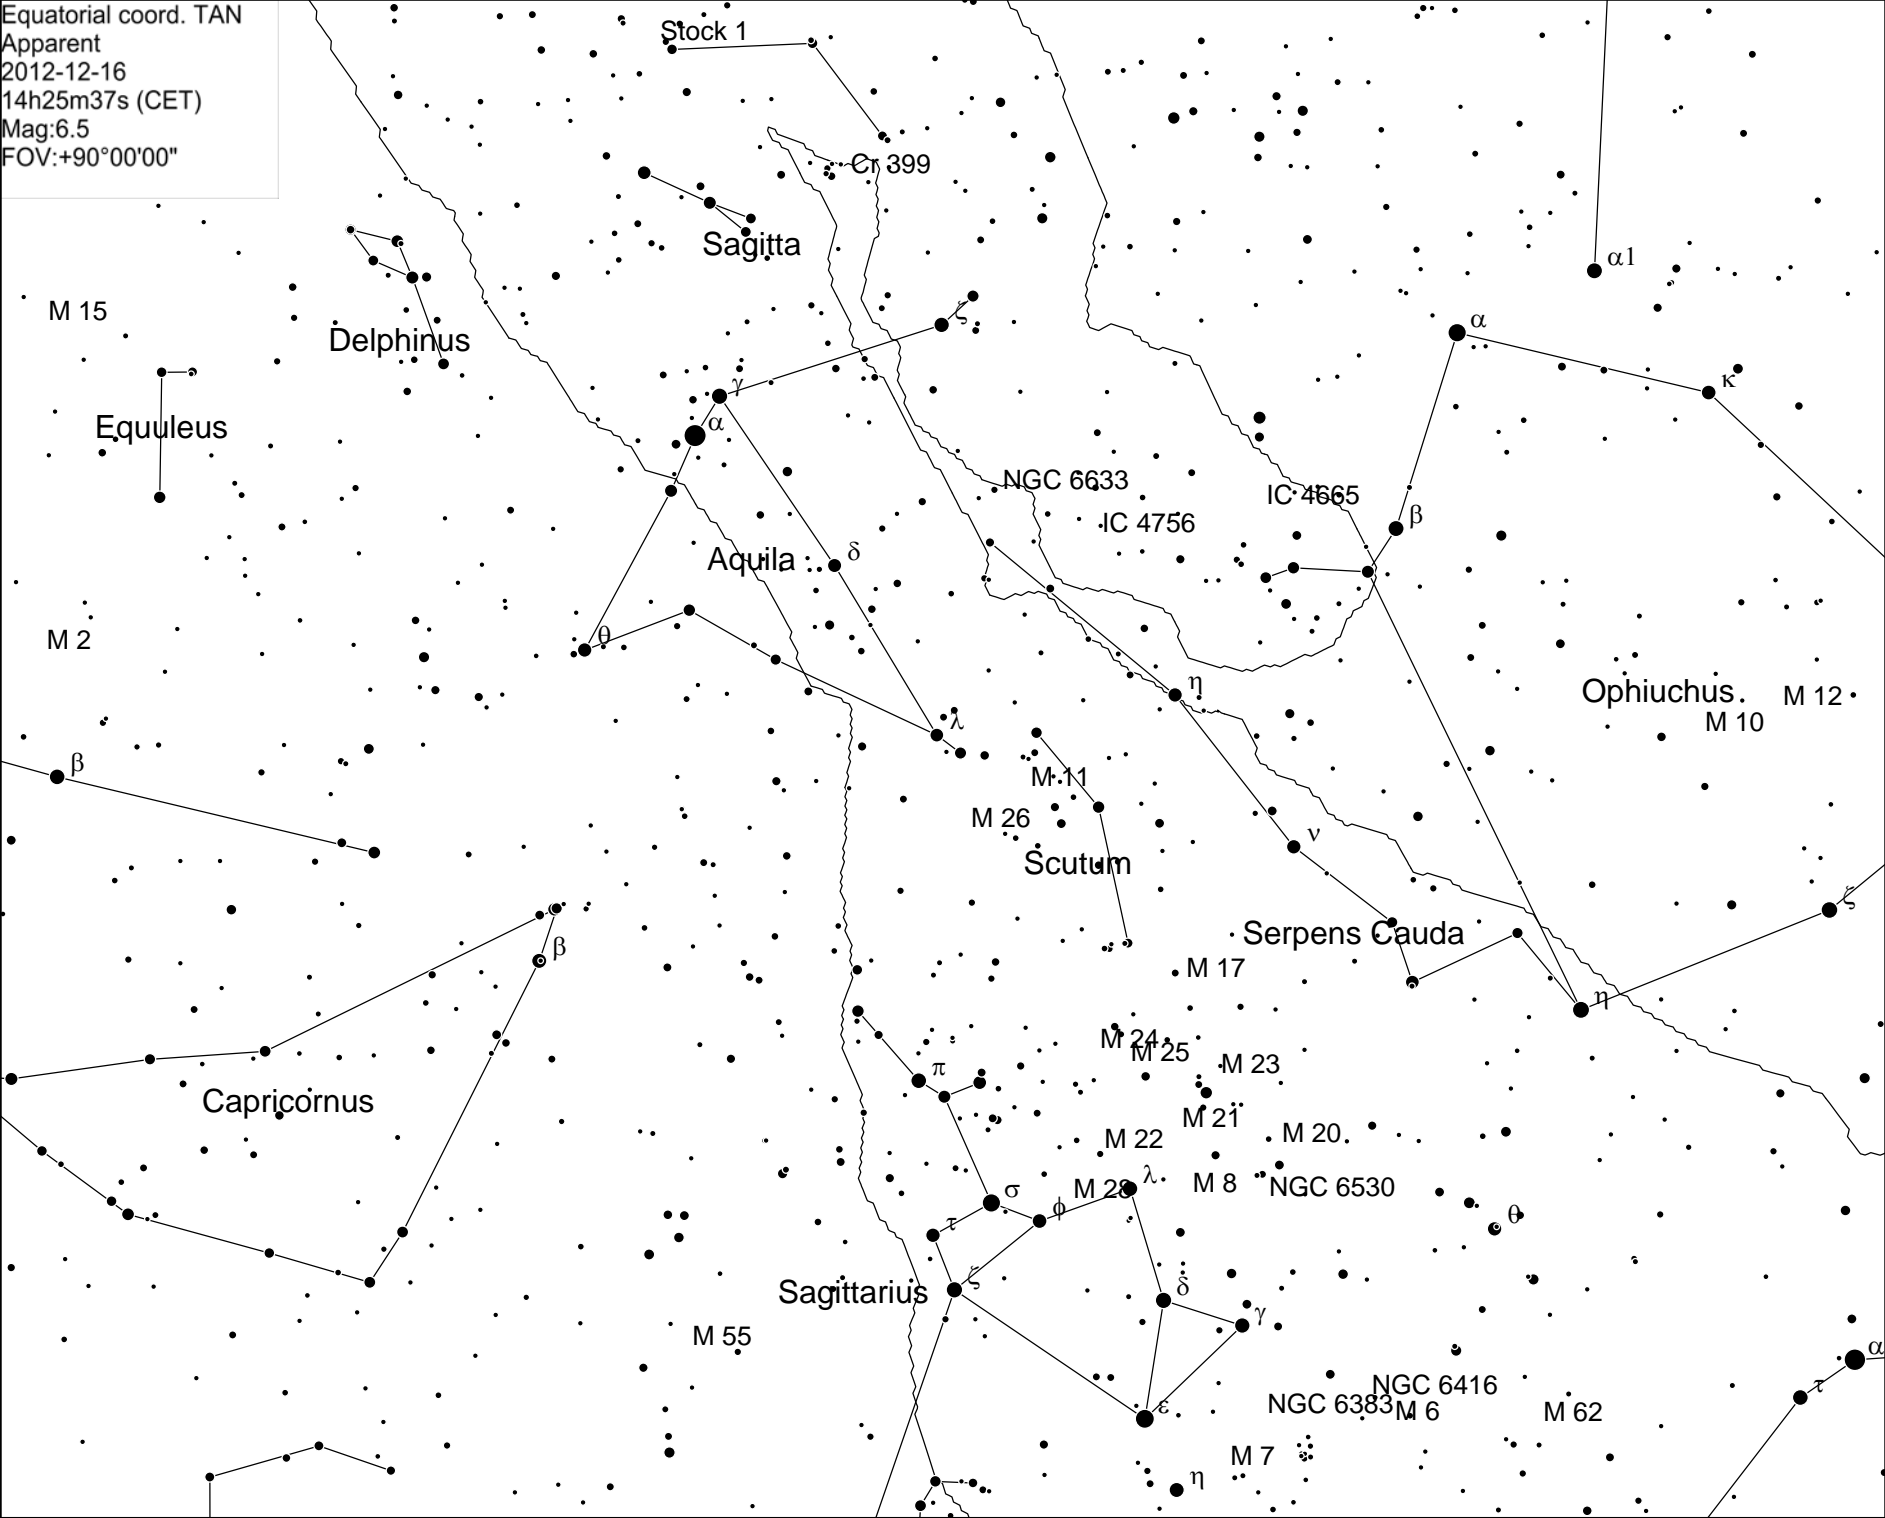 Equatorial coord. TAN
Apparent
2012-12-16
14h25m37s (CET)
Mag:6.5
FOV:+90°00'00"
Stock 1
Cr 399
Sagitta
α1
M 15
ζ
α
Delphinus
κ
γ
α
Equuleus
NGC 6633
IC 4665
β
IC 4756
Aquila
δ
θ
M 2
η
Ophiuchus
M 12
M 10
λ
β
M 11
M 26
ν
Scutum
ζ
Serpens Cauda
β
M 17
η
M 24
M 25
M 23
π
Capricornus
M 21
M 20
M 22
λ
M 28
M 8
NGC 6530
σ
ϕ
τ
θ
ζ
δ
Sagittarius
γ
M 55
α
NGC 6416
τ
NGC 6383
M 6
M 62
ε
M 7
η